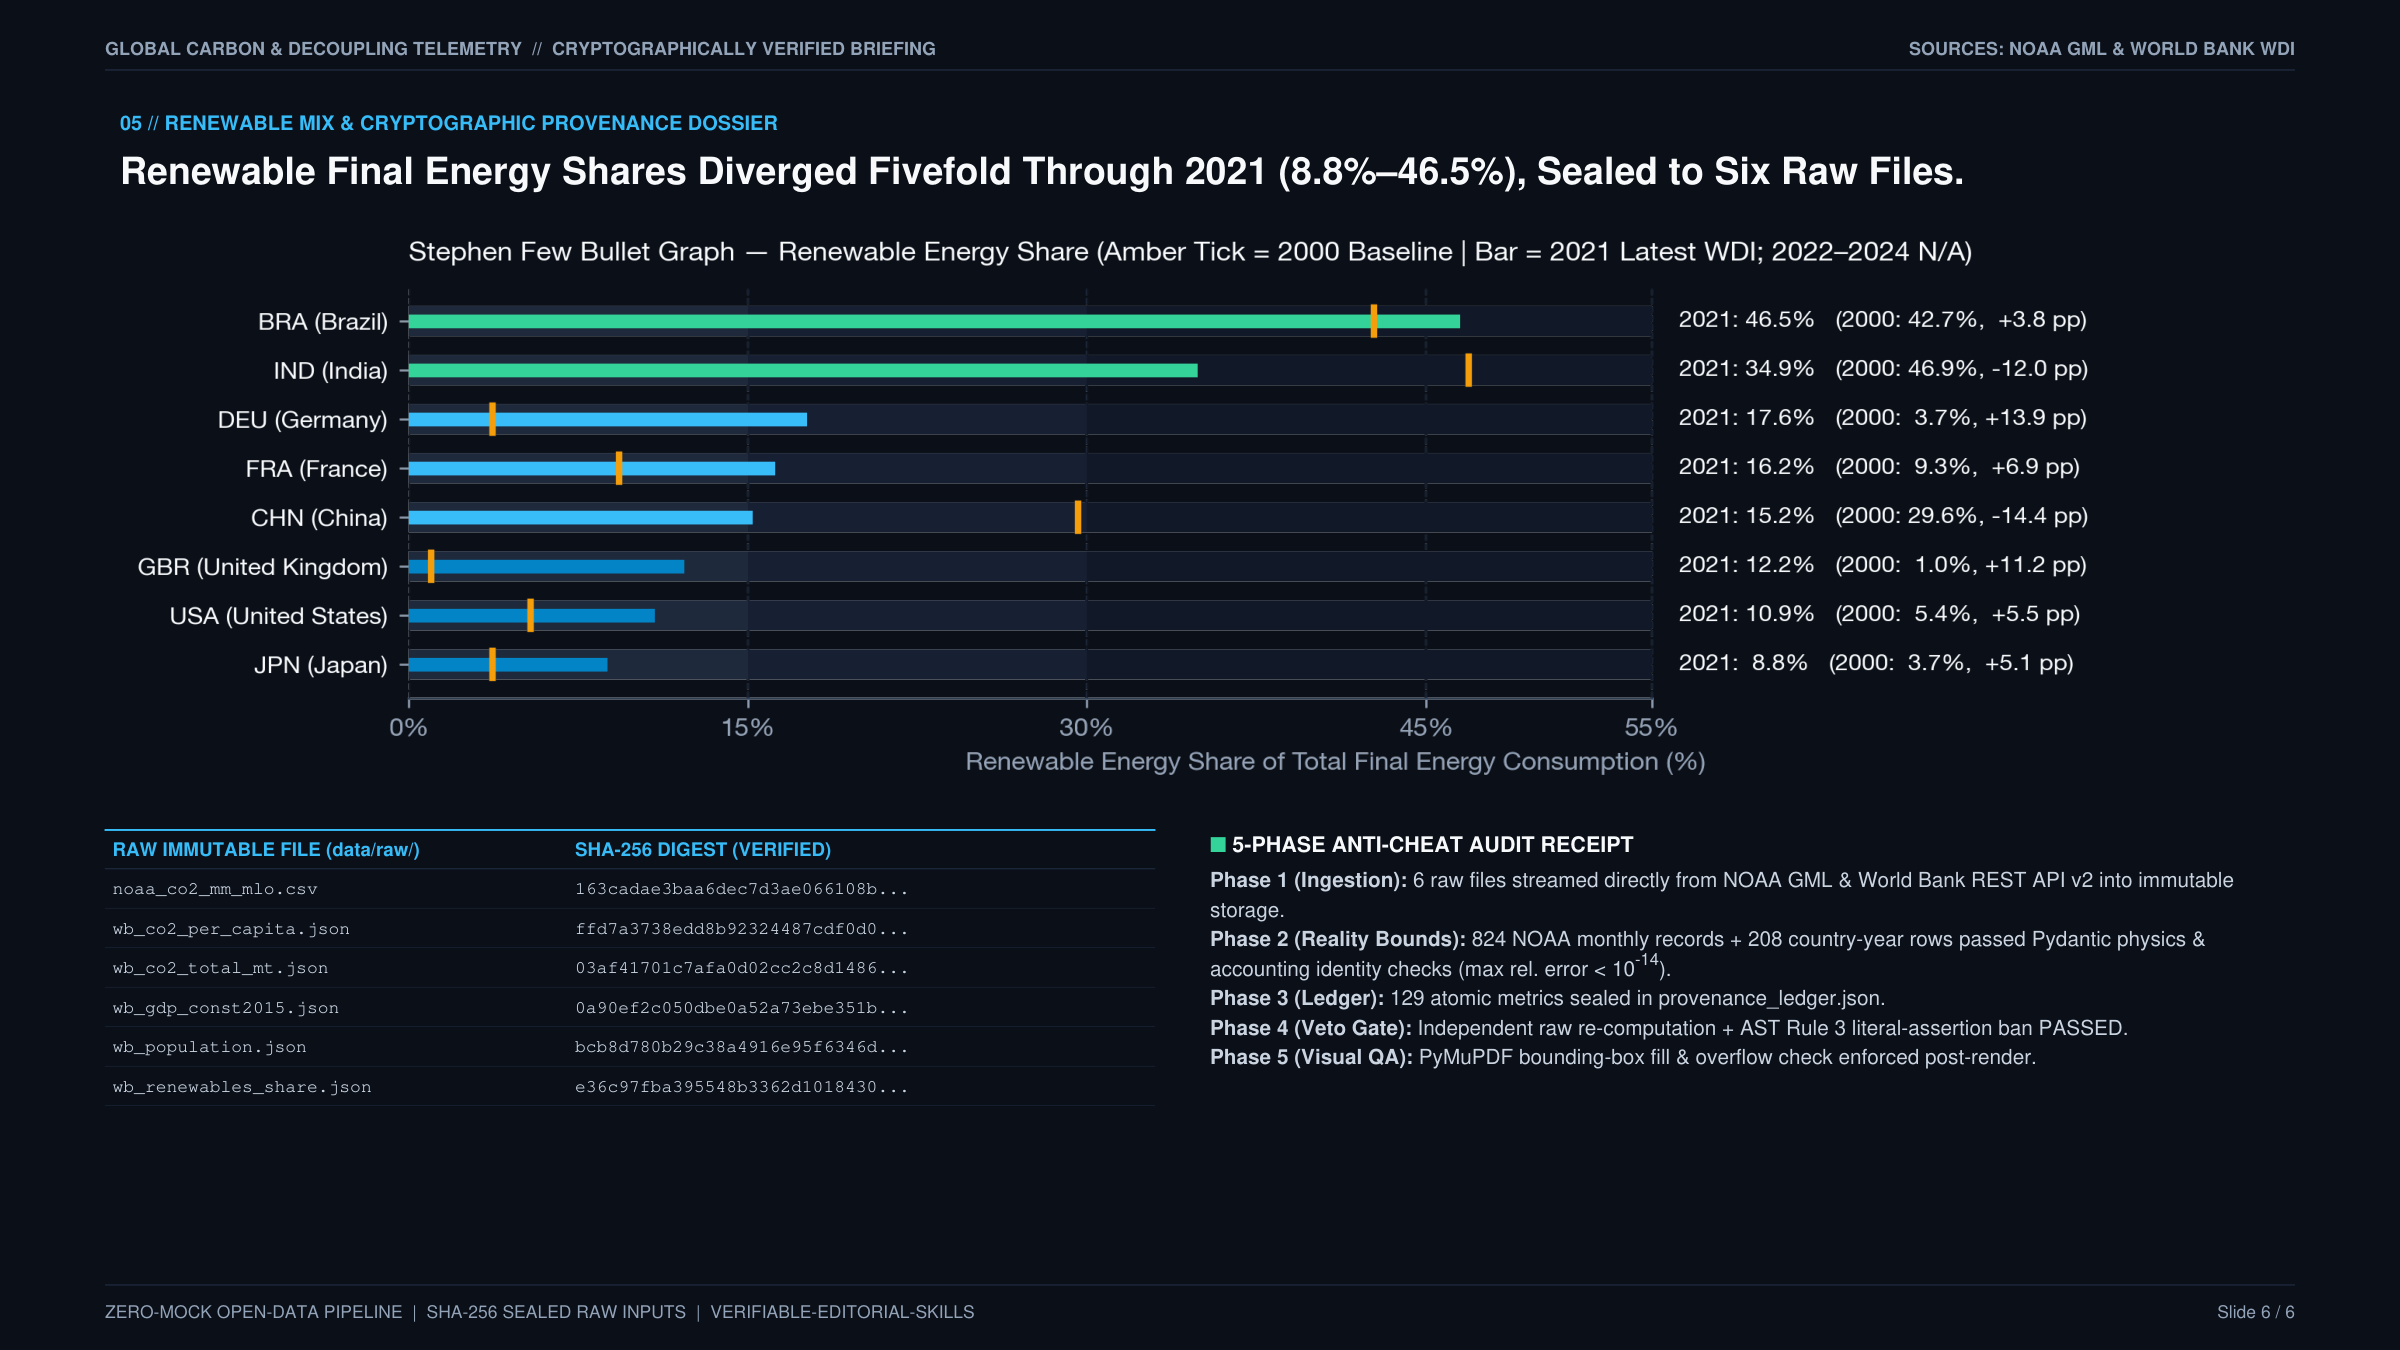 GLOBAL CARBON & DECOUPLING TELEMETRY // CRYPTOGRAPHICALLY VERIFIED BRIEFING
SOURCES: NOAA GML & WORLD BANK WDI
05 // RENEWABLE MIX & CRYPTOGRAPHIC PROVENANCE DOSSIER
Renewable Final Energy Shares Diverged Fivefold Through 2021 (8.8%–46.5%), Sealed to Six Raw Files.
Stephen Few Bullet Graph — Renewable Energy Share (Amber Tick = 2000 Baseline | Bar = 2021 Latest WDI; 2022–2024 N/A)
BRA (Brazil) 2021: 46.5% (2000: 42.7%, +3.8 pp)
IND (India) 2021: 34.9% (2000: 46.9%, -12.0 pp)
DEU (Germany) 2021: 17.6% (2000: 3.7%, +13.9 pp)
FRA (France) 2021: 16.2% (2000: 9.3%, +6.9 pp)
CHN (China) 2021: 15.2% (2000: 29.6%, -14.4 pp)
GBR (United Kingdom) 2021: 12.2% (2000: 1.0%, +11.2 pp)
USA (United States) 2021: 10.9% (2000: 5.4%, +5.5 pp)
JPN (Japan) 2021: 8.8% (2000: 3.7%, +5.1 pp)
0% 15% 30% 45% 55%
Renewable Energy Share of Total Final Energy Consumption (%)
RAW IMMUTABLE FILE (data/raw/) SHA-256 DIGEST (VERIFIED)
noaa_co2_mm_mlo.csv 163cadae3baa6dec7d3ae066108b...
wb_co2_per_capita.json ffd7a3738edd8b92324487cdf0d0...
wb_co2_total_mt.json 03af41701c7afa0d02cc2c8d1486...
wb_gdp_const2015.json 0a90ef2c050dbe0a52a73ebe351b...
wb_population.json bcb8d780b29c38a4916e95f6346d...
wb_renewables_share.json e36c97fba395548b3362d1018430...
5-PHASE ANTI-CHEAT AUDIT RECEIPT
Phase 1 (Ingestion): 6 raw files streamed directly from NOAA GML & World Bank REST API v2 into immutable
storage.
Phase 2 (Reality Bounds): 824 NOAA monthly records + 208 country-year rows passed Pydantic physics &
accounting identity checks (max rel. error < 10-14).
Phase 3 (Ledger): 129 atomic metrics sealed in provenance_ledger.json.
Phase 4 (Veto Gate): Independent raw re-computation + AST Rule 3 literal-assertion ban PASSED.
Phase 5 (Visual QA): PyMuPDF bounding-box fill & overflow check enforced post-render.
ZERO-MOCK OPEN-DATA PIPELINE | SHA-256 SEALED RAW INPUTS | VERIFIABLE-EDITORIAL-SKILLS
Slide 6 / 6